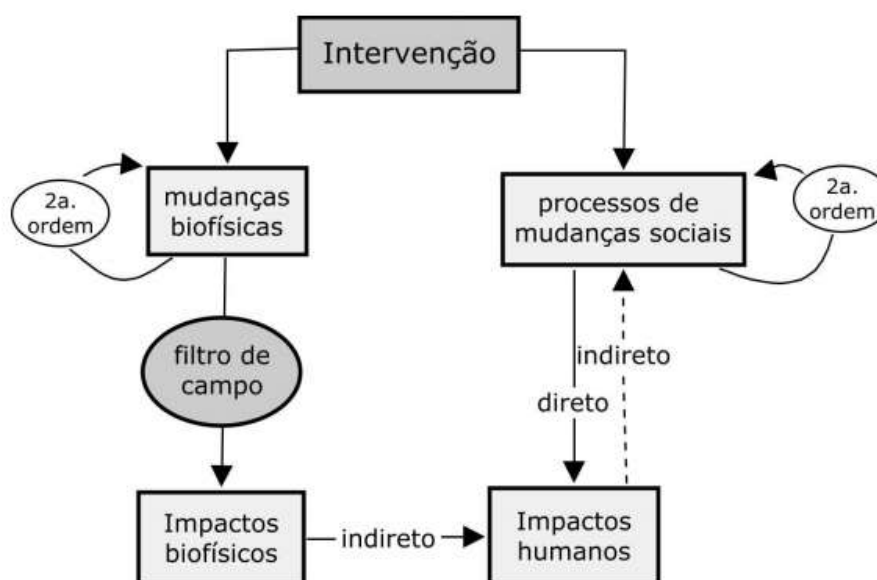 Intervenção
2a.
ordem
mudanças
biofísicas
processos de
mudanças sociais
2a.
ordem
filtro de
campo
indireto
direto
Impactos
biofísicos
indireto
Impactos
humanos